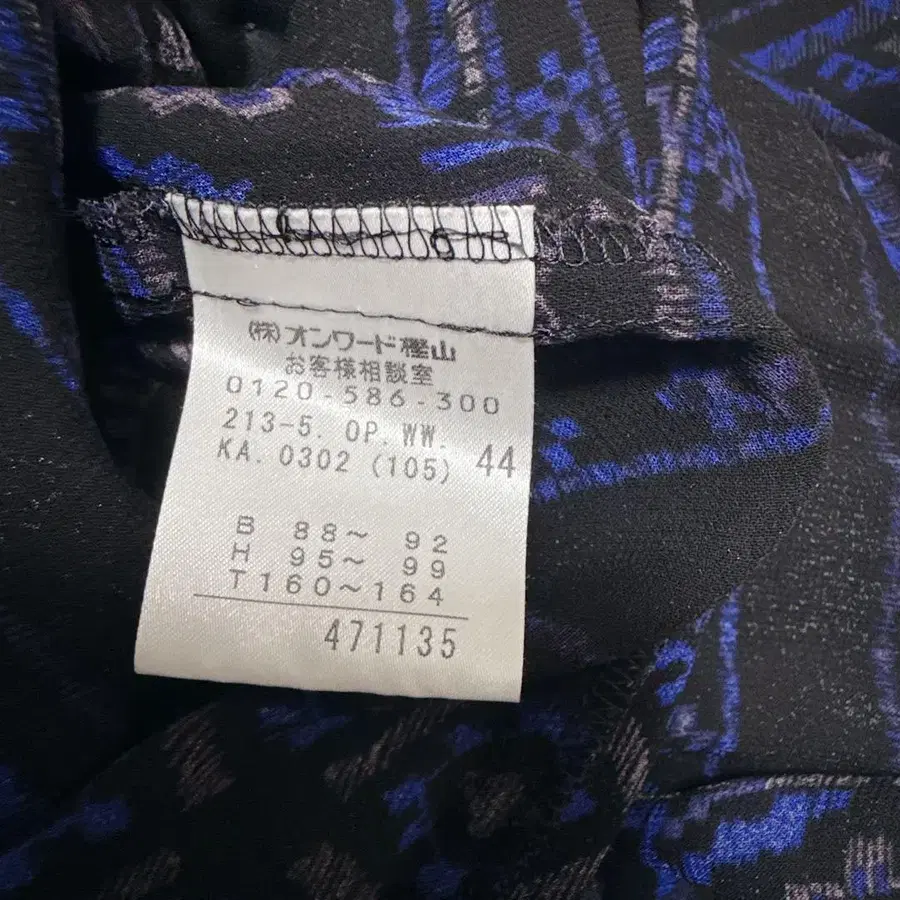 (株)オンワード樫山
お客様相談室
0120-586-300
213-5. OP. WW.
KA. 0302 (105) 44
B 88～ 92
H 95～ 99
T160～164
471135